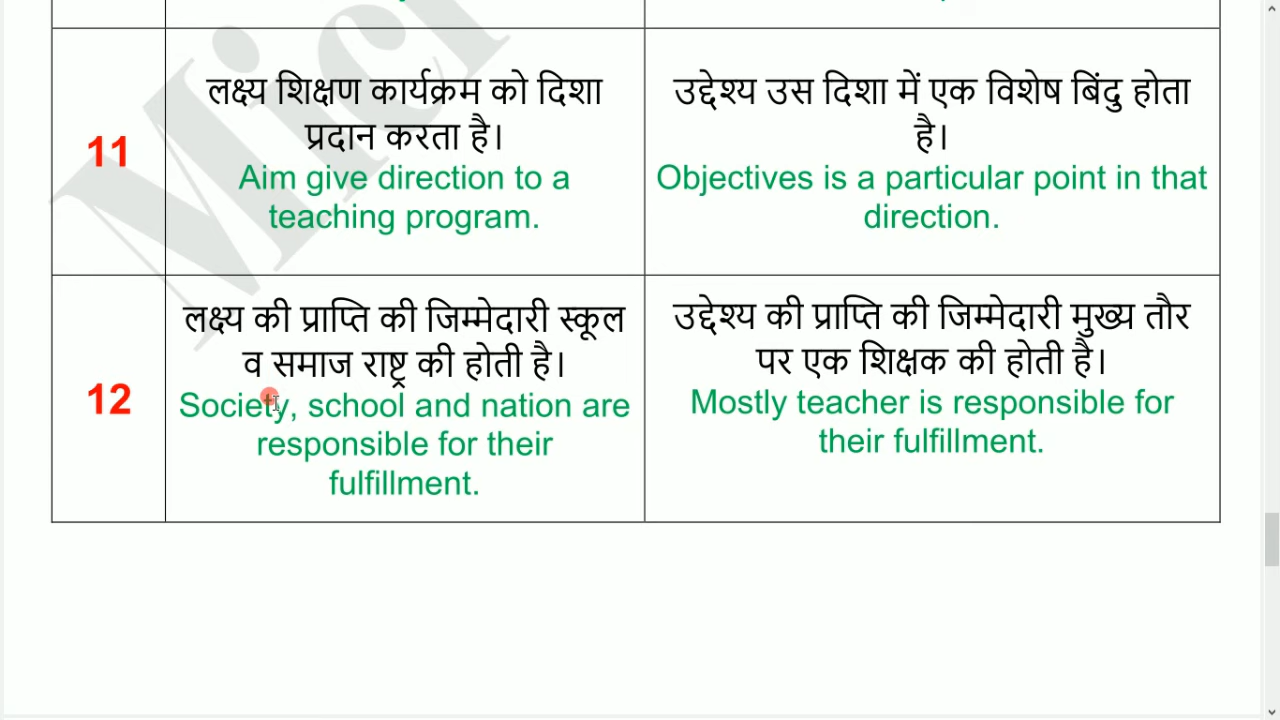 11
लक्ष्य शिक्षण कार्यक्रम को दिशा
प्रदान करता है।
Aim give direction to a
teaching program.
उद्देश्य उस दिशा में एक विशेष बिंदु होता
है।
Objectives is a particular point in that
direction.
12
लक्ष्य की प्राप्ति की जिम्मेदारी स्कूल
व समाज राष्ट्र की होती है।
Society, school and nation are
responsible for their
fulfillment.
उद्देश्य की प्राप्ति की जिम्मेदारी मुख्य तौर
पर एक शिक्षक की होती है।
Mostly teacher is responsible for
their fulfillment.